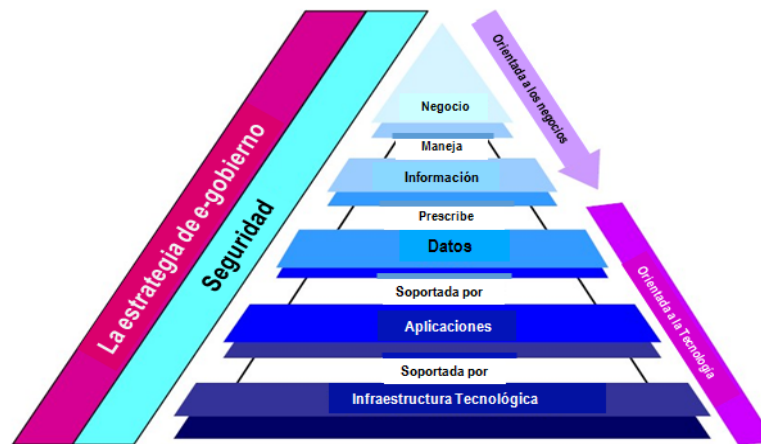 La estrategia de e-gobierno
Seguridad
Orientada a los negocios
Negocio
Maneja
Información
Prescribe
Datos
Soportada por
Aplicaciones
Soportada por
Infraestructura Tecnológica
Orientada a la Tecnología